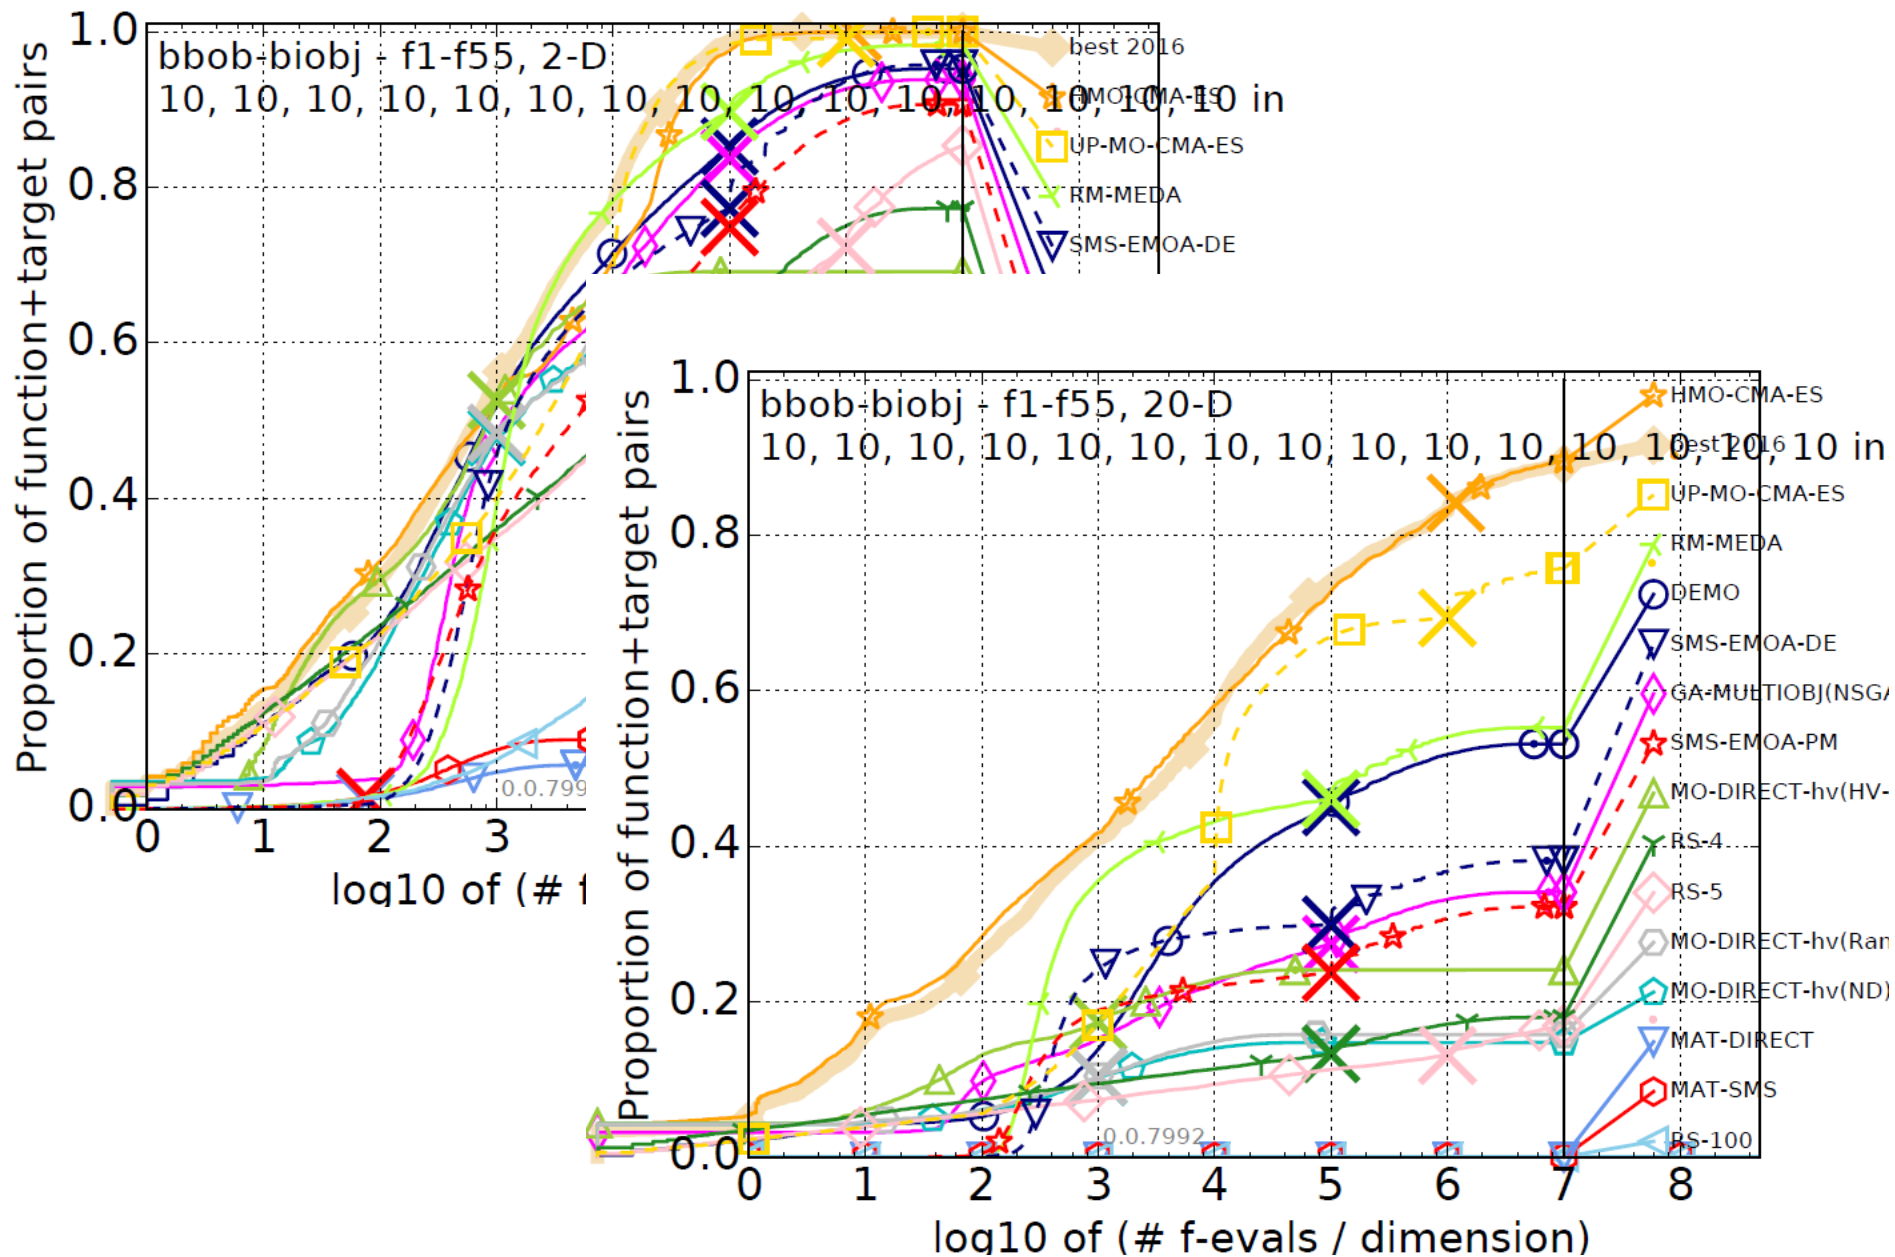 1.0
bbob-biobj - f1-f55, 2-D
10, 10, 10, 10, 10, 10, 10, 10, 10, 10, 10, 10, 10, 10, 10 in
best 2016
HMO-CMA-ES
UP-MO-CMA-ES
RM-MEDA
SMS-EMOA-DE
Proportion of function+target pairs
0.8
0.6
0.4
0.2
0.0
0.0.799
0 1 2 3
log10 of (# f
1.0
bbob-biobj - f1-f55, 20-D
10, 10, 10, 10, 10, 10, 10, 10, 10, 10, 10, 10, 10, 10, 10 in
Proportion of function+target pairs
0.8
0.6
0.4
0.2
0.0
HMO-CMA-ES
best 2016
UP-MO-CMA-ES
RM-MEDA
DEMO
SMS-EMOA-DE
GA-MULTIOBJ(NSGA
SMS-EMOA-PM
MO-DIRECT-hv(HV-
RS-4
RS-5
MO-DIRECT-hv(Ran
MO-DIRECT-hv(ND)
MAT-DIRECT
MAT-SMS
RS-100
0.0.7992
0 1 2 3 4 5 6 7 8
log10 of (# f-evals / dimension)